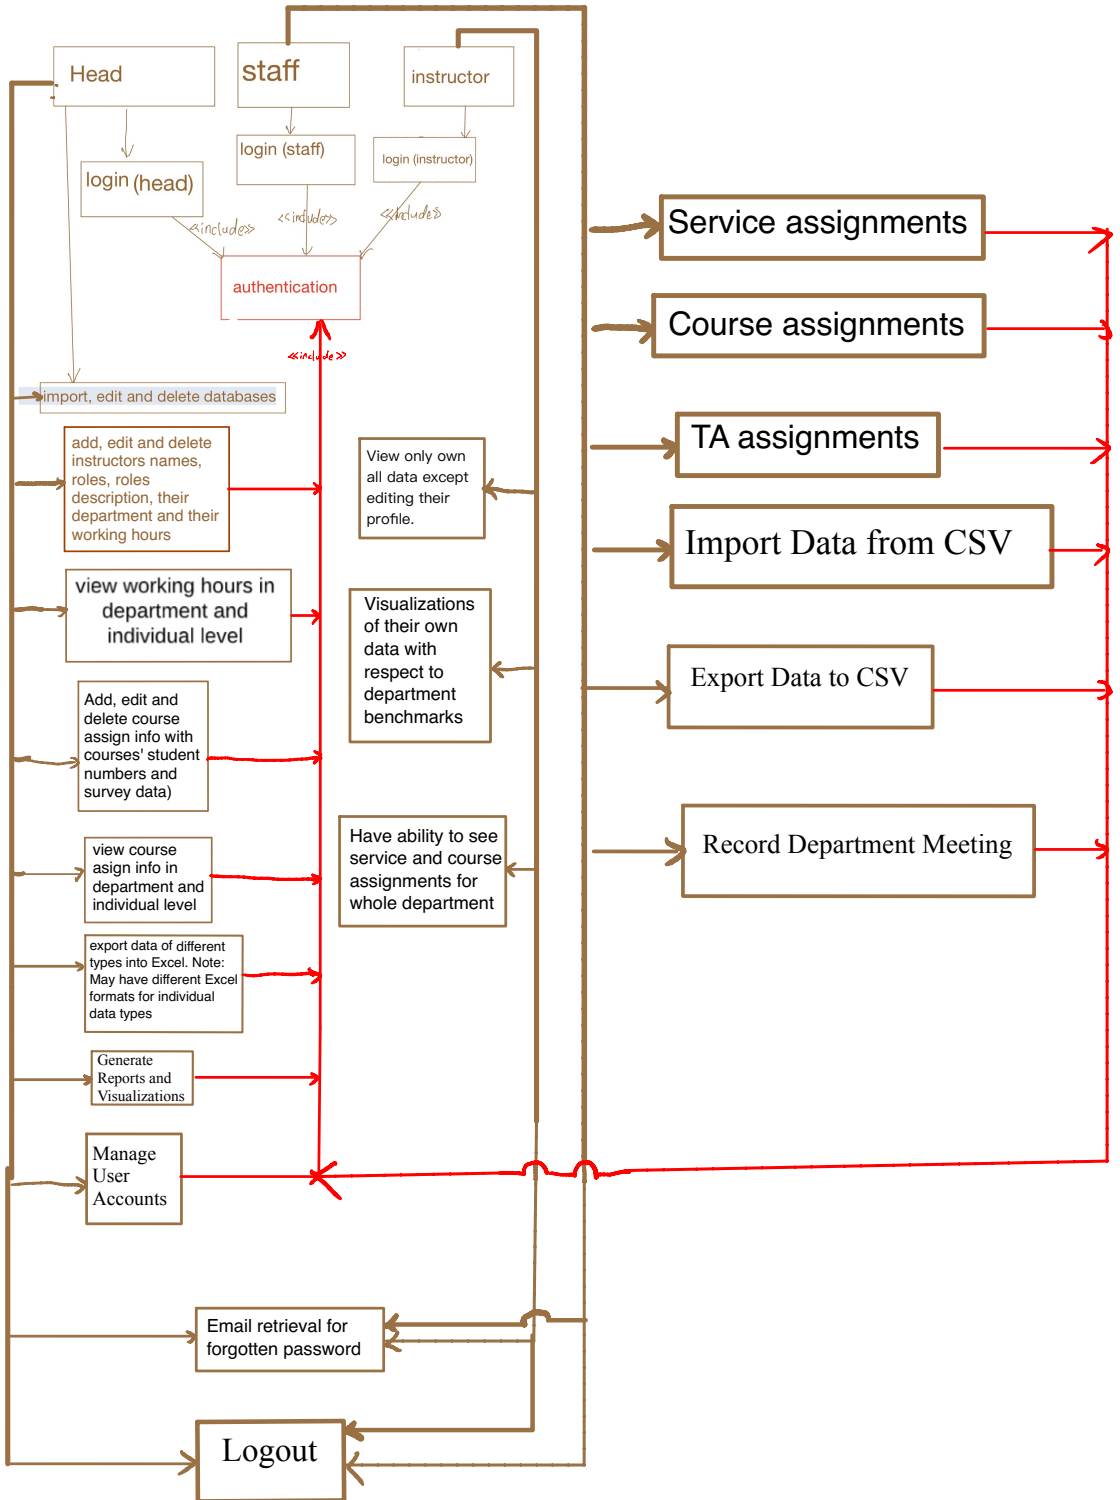 Head
staff
instructor
login (head)
login (staff)
login (instructor)
<<include>>
<<include>>
<<include>>
authentication
<<include>>
import, edit and delete databases
add, edit and delete
instructors names,
roles, roles
description, their
department and their
working hours
view working hours in
department and
individual level
Add, edit and
delete course
assign info with
courses' student
numbers and
survey data)
view course
asign info in
department and
individual level
export data of different
types into Excel. Note:
May have different Excel
formats for individual
data types
Generate
Reports and
Visualizations
Manage
User
Accounts
View only own
all data except
editing their
profile.
Visualizations
of their own
data with
respect to
department
benchmarks
Have ability to see
service and course
assignments for
whole department
Service assignments
Course assignments
TA assignments
Import Data from CSV
Export Data to CSV
Record Department Meeting
Email retrieval for
forgotten password
Logout